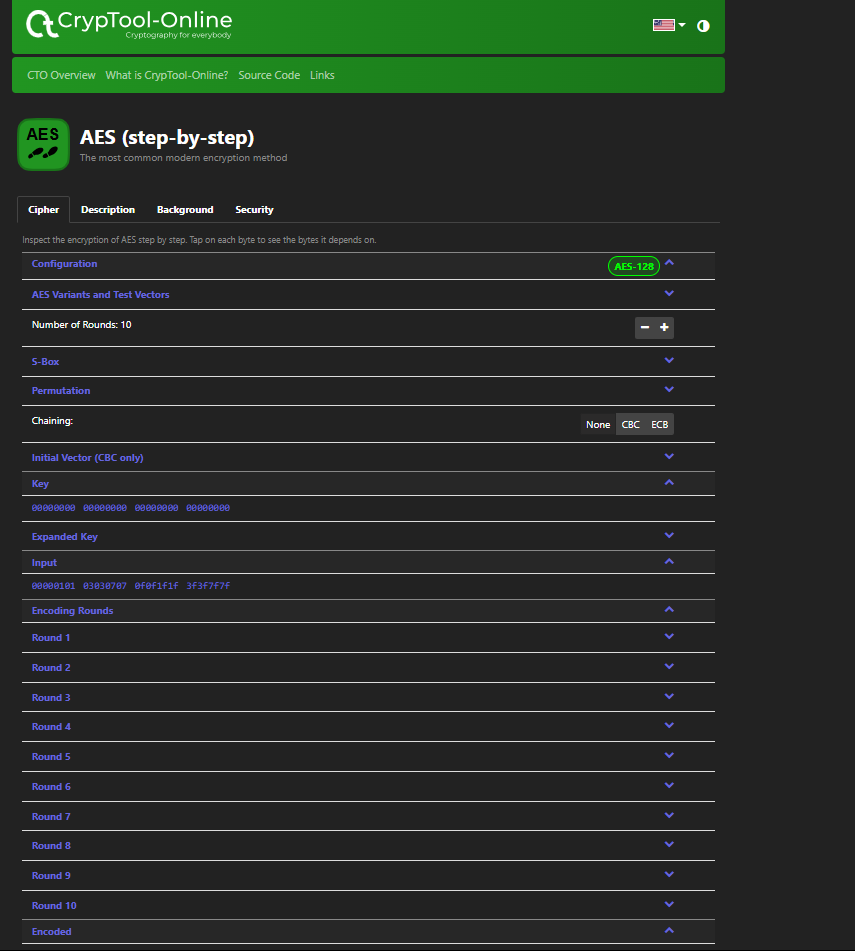 CrypTool-Online
Cryptography for everybody
CTO Overview What is CrypTool-Online? Source Code Links
AES
AES (step-by-step)
The most common modern encryption method
Cipher Description Background Security
Inspect the encryption of AES step by step. Tap on each byte to see the bytes it depends on.
Configuration AES-128
AES Variants and Test Vectors
Number of Rounds: 10 − +
S-Box
Permutation
Chaining: None CBC ECB
Initial Vector (CBC only)
Key
00000000 00000000 00000000 00000000
Expanded Key
Input
00000101 03030707 0f0f1f1f 3f3f7f7f
Encoding Rounds
Round 1
Round 2
Round 3
Round 4
Round 5
Round 6
Round 7
Round 8
Round 9
Round 10
Encoded